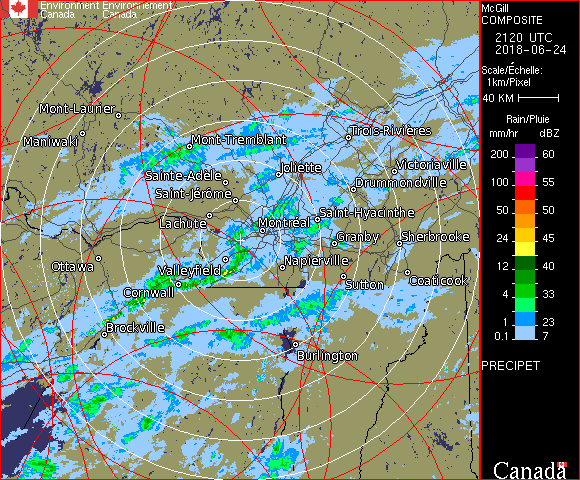 Environment Environnement
Canada Canada
McGill
COMPOSITE
2120 UTC
2018-06-24
Scale/Échelle:
1km/Pixel
40 KM
Rain/Pluie
mm/hr dBZ
200 60
100 55
50 50
24 45
12 40
4 33
2 23
0.1 7
PRECIPET
Mont-Laurier
Maniwaki
Mont-Tremblant
Trois-Rivières
Sainte-Adèle
Joliette
Victoriaville
Saint-Jérôme
Drummondville
Lachute
Montréal
Saint-Hyacinthe
Granby
Sherbrooke
Ottawa
Valleyfield
Napierville
Cornwall
Sutton
Coaticook
Brockville
Burlington
Canada